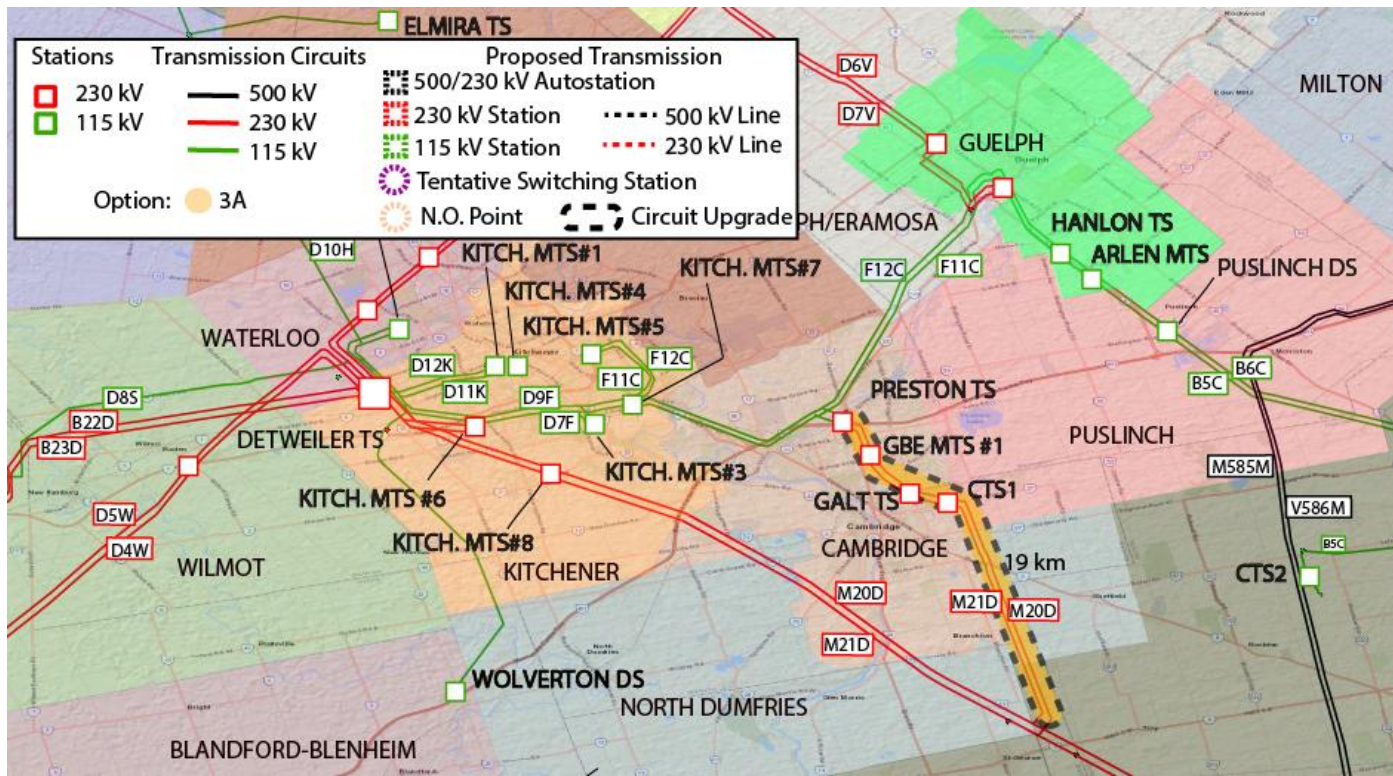 ELMIRA TS
Stations
Transmission Circuits
Proposed Transmission
230 kV
115 kV
500 kV
230 kV
115 kV
500/230 kV Autostation
230 kV Station
115 kV Station
500 kV Line
230 kV Line
Tentative Switching Station
Option:
3A
N.O. Point
Circuit Upgrade
D6V
D7V
MILTON
GUELPH
PH/ERAMOSA
HANLON TS
ARLEN MTS
PUSLINCH DS
D10H
KITCH. MTS#1
KITCH. MTS#7
F12C
F11C
KITCH. MTS#4
KITCH. MTS#5
WATERLOO
D12K
D11K
F12C
F11C
D9F
D7F
B6C
B5C
D8S
B22D
B23D
DETWEILER TS
PRESTON TS
GBE MTS #1
PUSLINCH
KITCH. MTS #6
KITCH. MTS#3
GALT TS
CTS1
M585M
V586M
D5W
D4W
KITCH. MTS#8
Cambridge
CAMBRIDGE
B5C
WILMOT
KITCHENER
19 km
CTS2
M20D
M21D
M21D
M20D
WOLVERTON DS
NORTH DUMFRIES
BLANDFORD-BLENHEIM